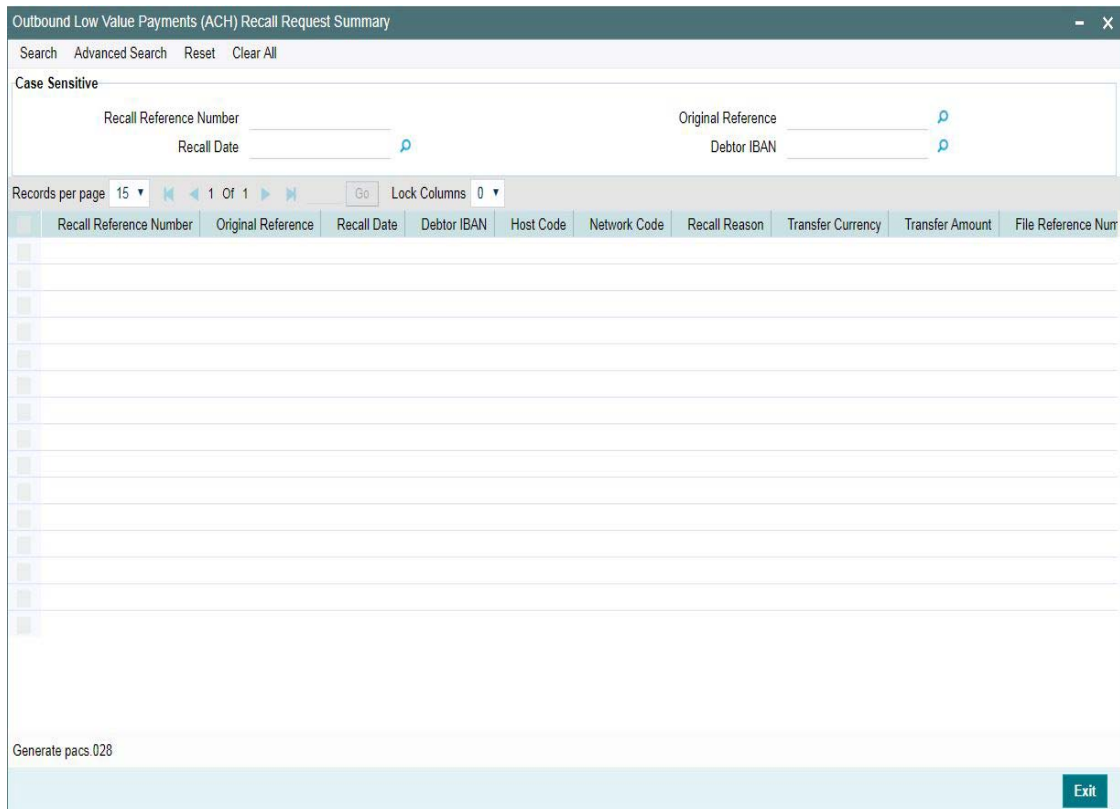 Outbound Low Value Payments (ACH) Recall Request Summary
Search Advanced Search Reset Clear All
Case Sensitive
Recall Reference Number Original Reference
Recall Date Debtor IBAN
Records per page 15 1 Of 1 Go Lock Columns 0
Recall Reference Number Original Reference Recall Date Debtor IBAN Host Code Network Code Recall Reason Transfer Currency Transfer Amount File Reference Num
Generate pacs.028
Exit